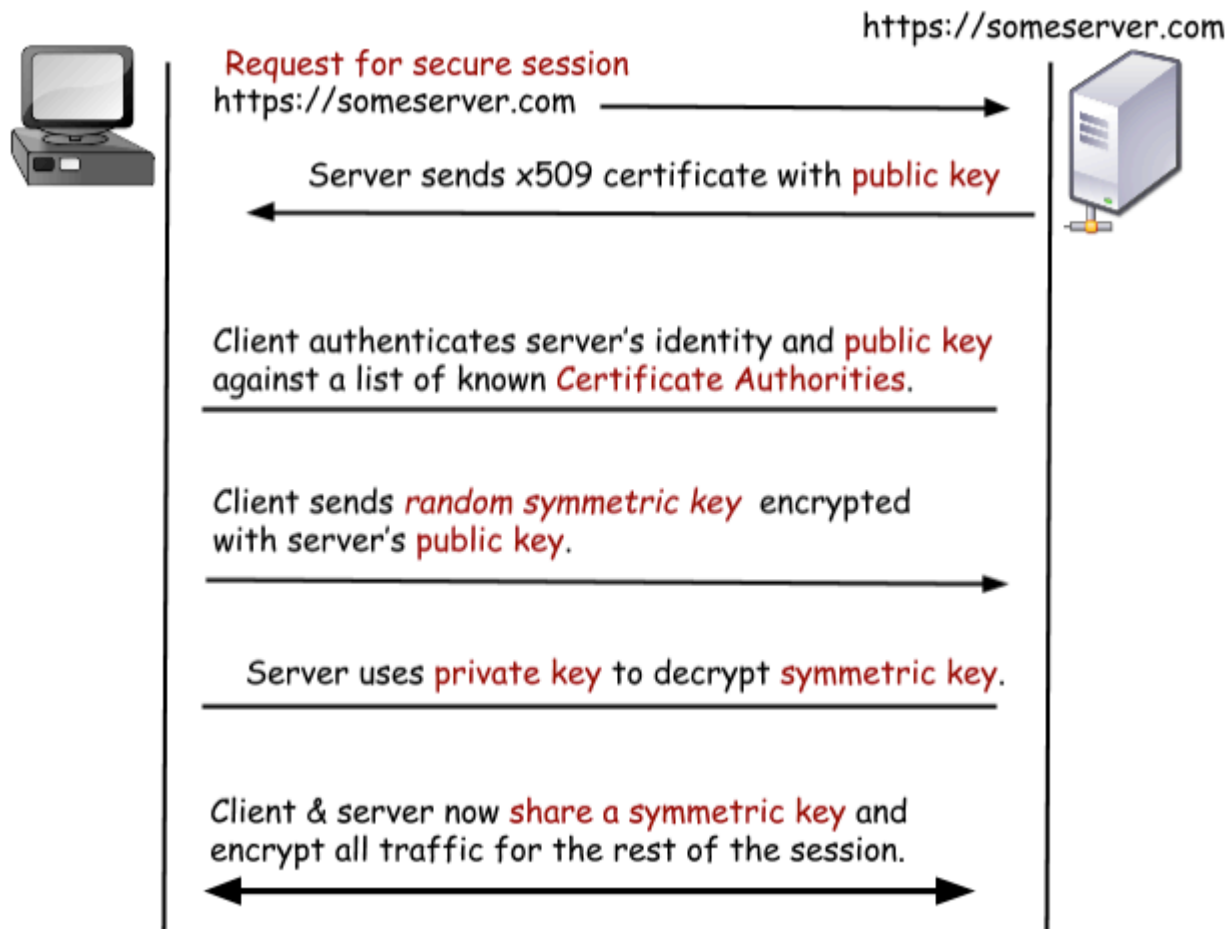 https://someserver.com
Request for secure session
https://someserver.com
Server sends x509 certificate with public key
Client authenticates server's identity and public key
against a list of known Certificate Authorities.
Client sends random symmetric key encrypted
with server's public key.
Server uses private key to decrypt symmetric key.
Client & server now share a symmetric key and
encrypt all traffic for the rest of the session.